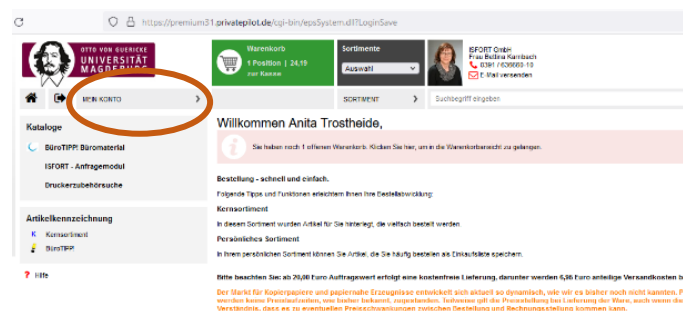 https://premium31.privatepilot.de/cgi-bin/epsSystem.dll?LoginSave
OTTO VON GUERICKE
UNIVERSITÄT
MAGDEBURG
Warenkorb
1 Position | 24,19
zur Kasse
Sortimente
Auswahl
ISFORT GmbH
Frau Bettina Karnbach
E-Mail versenden
MEIN KONTO
SORTIMENT
Suchbegriff eingeben
Kataloge
BüroTIPP! Büromaterial
ISFORT - Anfragemodul
Druckerzubehörsuche
Artikelkennzeichnung
K Kernsortiment
BüroTIPP!
? Hilfe
Willkommen Anita Trostheide,
Sie haben noch 1 offenen Warenkorb. Klicken Sie hier, um in die Warenkorbansicht zu gelangen.
Bestellung - schnell und einfach.
Folgende Tipps und Funktionen erleichtern Ihnen Ihre Bestellabwicklung:
Kernsortiment
In diesem Sortiment wurden Artikel für Sie hinterlegt, die vielfach bestellt werden
Persönliches Sortiment
In Ihrem persönlichen Sortiment können Sie Artikel, die Sie häufig bestellen als Einkaufsliste speichern.
Bitte beachten Sie: ab 20,00 Euro Auftragswert erfolgt eine kostenfreie Lieferung, darunter werden 6,95 Euro anteilige Versandkosten b
Der Markt für Kopierpapiere und papiernahe Erzeugnisse entwickelt sich aktuell so dynamisch, wie wir es bisher noch nicht kannten. P
werden keine Preislaufzeiten, wie bisher bekannt, zugestanden. Teilweise gilt die Preisstellung bei Lieferung der Ware, auch wenn die
Verständnis, dass es zu eventuellen Preisschwankungen zwischen Bestellung und Rechnungsstellung kommen kann.